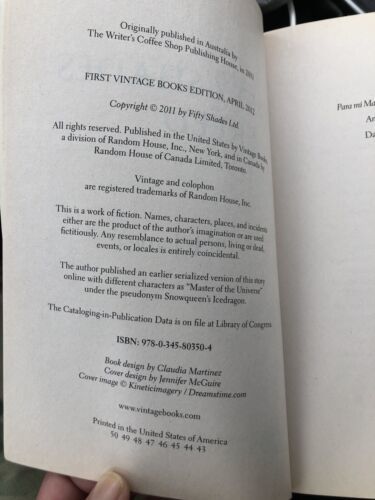 Originally published in Australia by
The Writer's Coffee Shop Publishing House, in 2011
FIRST VINTAGE BOOKS EDITION, APRIL 2012
Copyright © 2011 by Fifty Shades Ltd.
All rights reserved. Published in the United States by Vintage Books,
a division of Random House, Inc., New York, and in Canada by
Random House of Canada Limited, Toronto.
Vintage and colophon
are registered trademarks of Random House, Inc.
This is a work of fiction. Names, characters, places, and incidents
either are the product of the author's imagination or are used
fictitiously. Any resemblance to actual persons, living or dead,
events, or locales is entirely coincidental.
The author published an earlier serialized version of this story
online with different characters as "Master of the Universe"
under the pseudonym Snowqueen's Icedragon.
The Cataloging-in-Publication Data is on file at Library of Congress
ISBN: 978-0-345-80350-4
Book design by Claudia Martinez
Cover design by Jennifer McGuire
Cover image © Kineticimagery / Dreamstime.com
www.vintagebooks.com
Printed in the United States of America
50 49 48 47 46 45 44 43
Para mi Ma